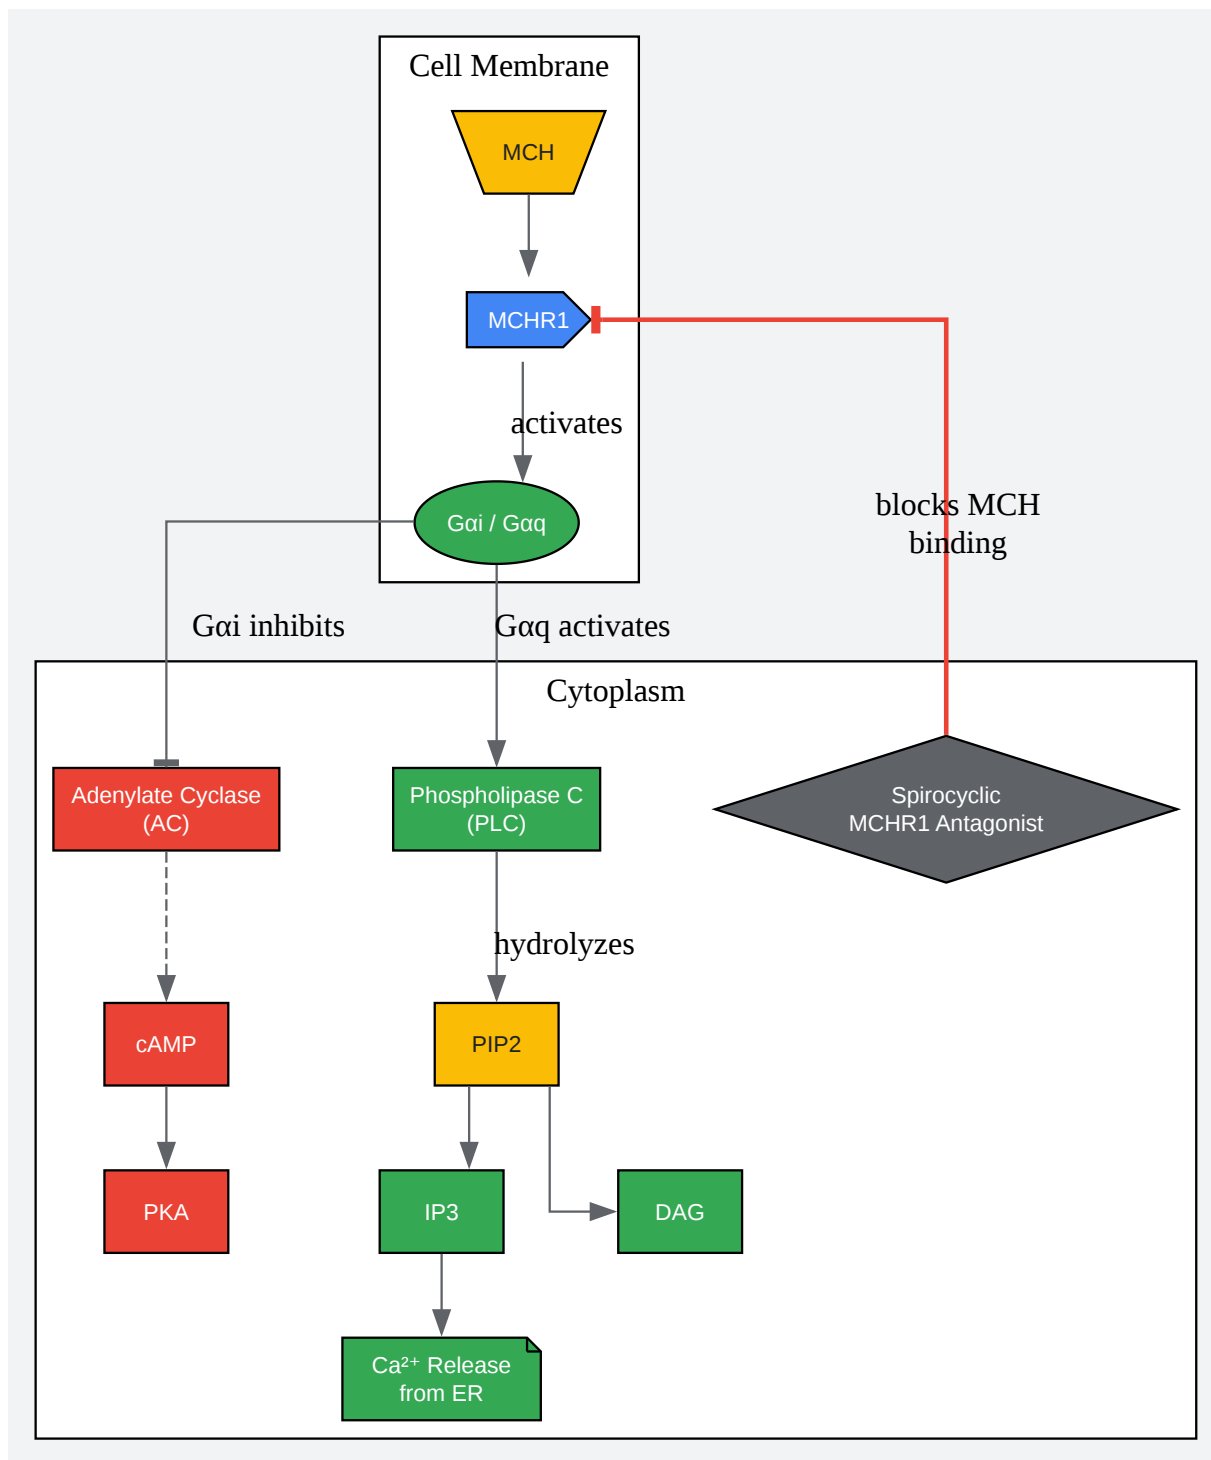 Cell Membrane
MCH
MCHR1
activates
Gαi / Gαq
blocks MCH
binding
Gαi inhibits
Gαq activates
Cytoplasm
Adenylate Cyclase
(AC)
Phospholipase C
(PLC)
Spirocyclic
MCHR1 Antagonist
hydrolyzes
cAMP
PIP2
PKA
IP3
DAG
Ca²⁺ Release
from ER